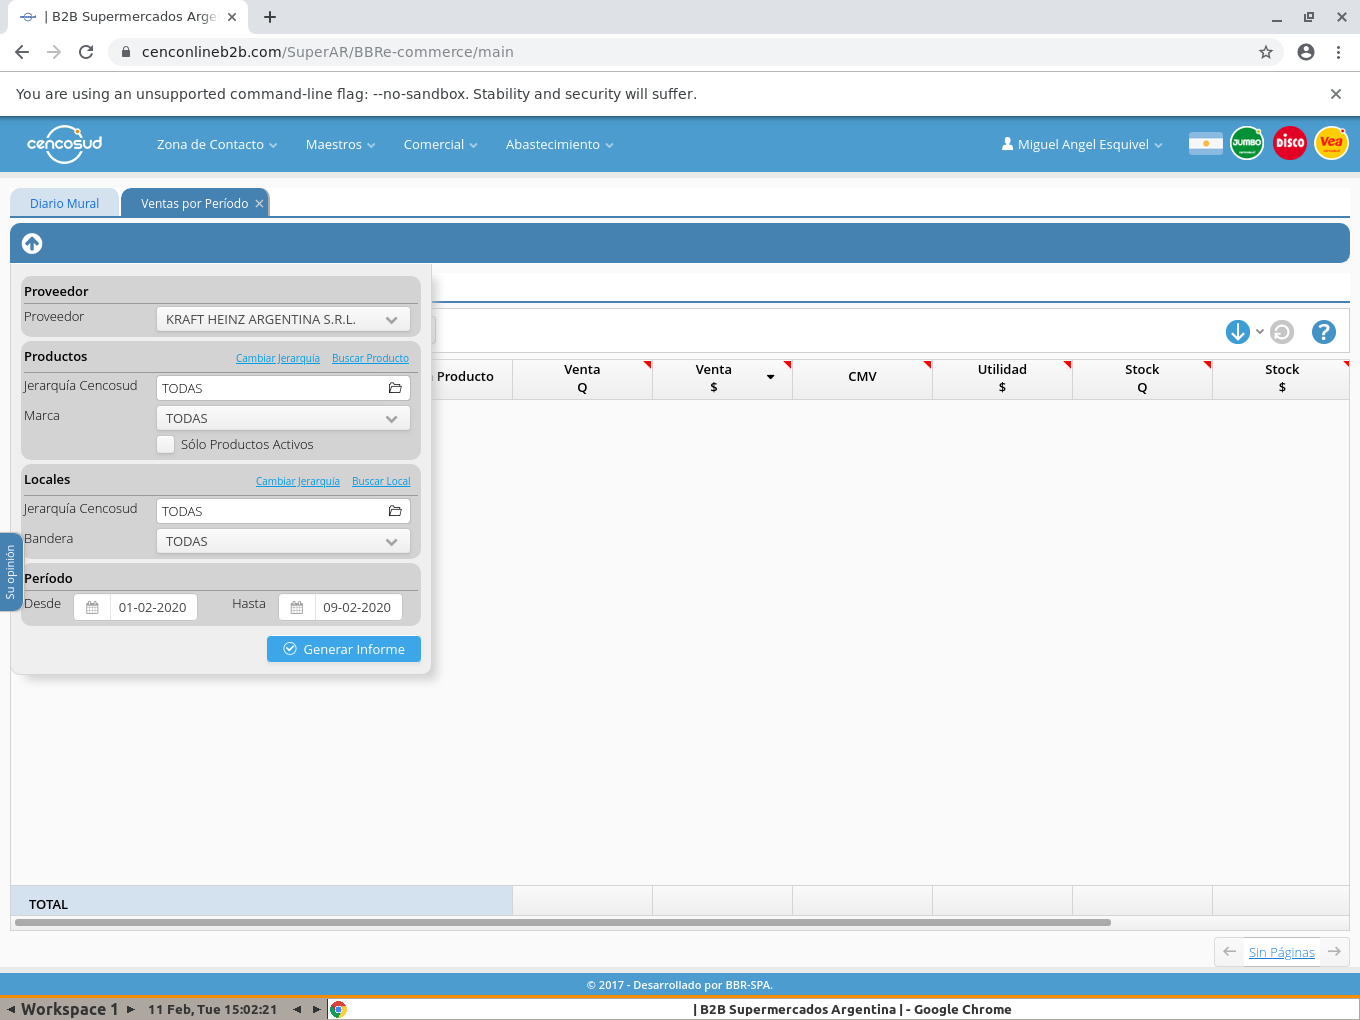 | B2B Supermercados Arge
cenconlineb2b.com/SuperAR/BBRe-commerce/main
You are using an unsupported command-line flag: --no-sandbox. Stability and security will suffer.
cencosud
Zona de Contacto
Maestros
Comercial
Abastecimiento
Miguel Angel Esquivel
JUMBO
DISCO
Vea
Diario Mural
Ventas por Período
Proveedor
Proveedor
KRAFT HEINZ ARGENTINA S.R.L.
Productos
Cambiar Jerarquía
Buscar Producto
Jerarquía Cencosud
TODAS
Marca
TODAS
Sólo Productos Activos
Locales
Cambiar Jerarquía
Buscar Local
Jerarquía Cencosud
TODAS
Bandera
TODAS
Período
Desde
01-02-2020
Hasta
09-02-2020
Generar Informe
Su opinión
Producto
Venta
Q
Venta
$
CMV
Utilidad
$
Stock
Q
Stock
$
TOTAL
Sin Páginas
© 2017 - Desarrollado por BBR-SPA.
Workspace 1
11 Feb, Tue 15:02:21
| B2B Supermercados Argentina | - Google Chrome